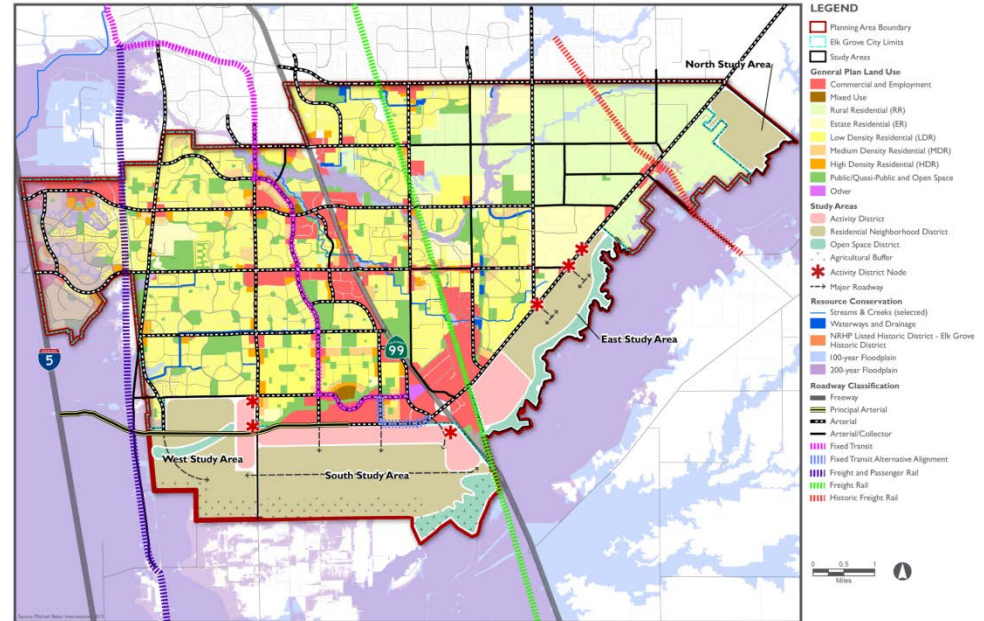 LEGEND
Planning Area Boundary
Elk Grove City Limits
Study Areas
General Plan Land Use
Commercial and Employment
Mixed Use
Rural Residential (RR)
Estate Residential (ER)
Low Density Residential (LDR)
Medium Density Residential (MDR)
High Density Residential (HDR)
Public/Quasi-Public and Open Space
Other
Study Areas
Activity District
Residential Neighborhood District
Open Space District
Agricultural Buffer
Activity District Node
Major Roadway
Resource Conservation
Streams & Creeks (selected)
Waterways and Drainage
NRHP Listed Historic District - Elk Grove
Historic District
100-year Floodplain
200-year Floodplain
Roadway Classification
Freeway
Principal Arterial
Arterial
Arterial/Collector
Fixed Transit
Fixed Transit Alternative Alignment
Freight and Passenger Rail
Freight Rail
Historic Freight Rail
0 0.5 1
Miles
North Study Area
East Study Area
99
5
West Study Area
South Study Area